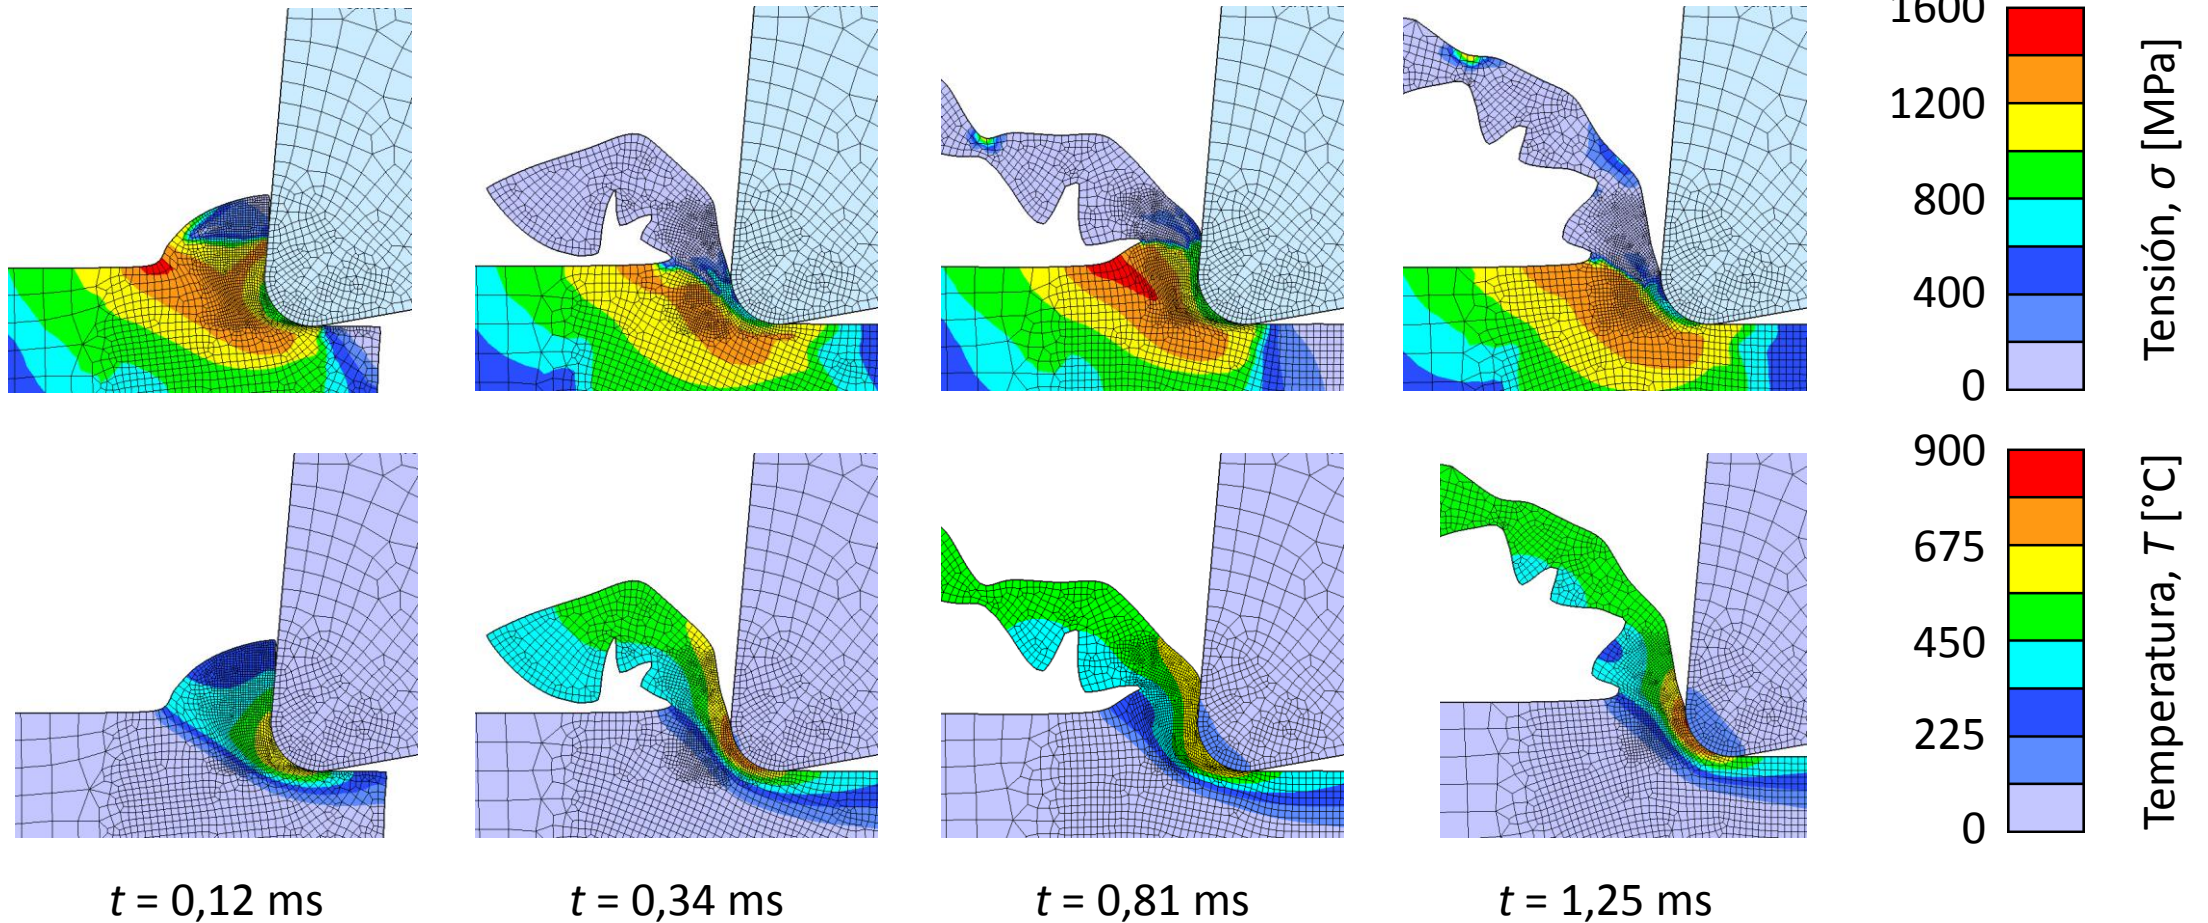 1600
1200
800
400
0
Tensión, σ [MPa]
900
675
450
225
0
Temperatura, T [°C]
t = 0,12 ms
t = 0,34 ms
t = 0,81 ms
t = 1,25 ms